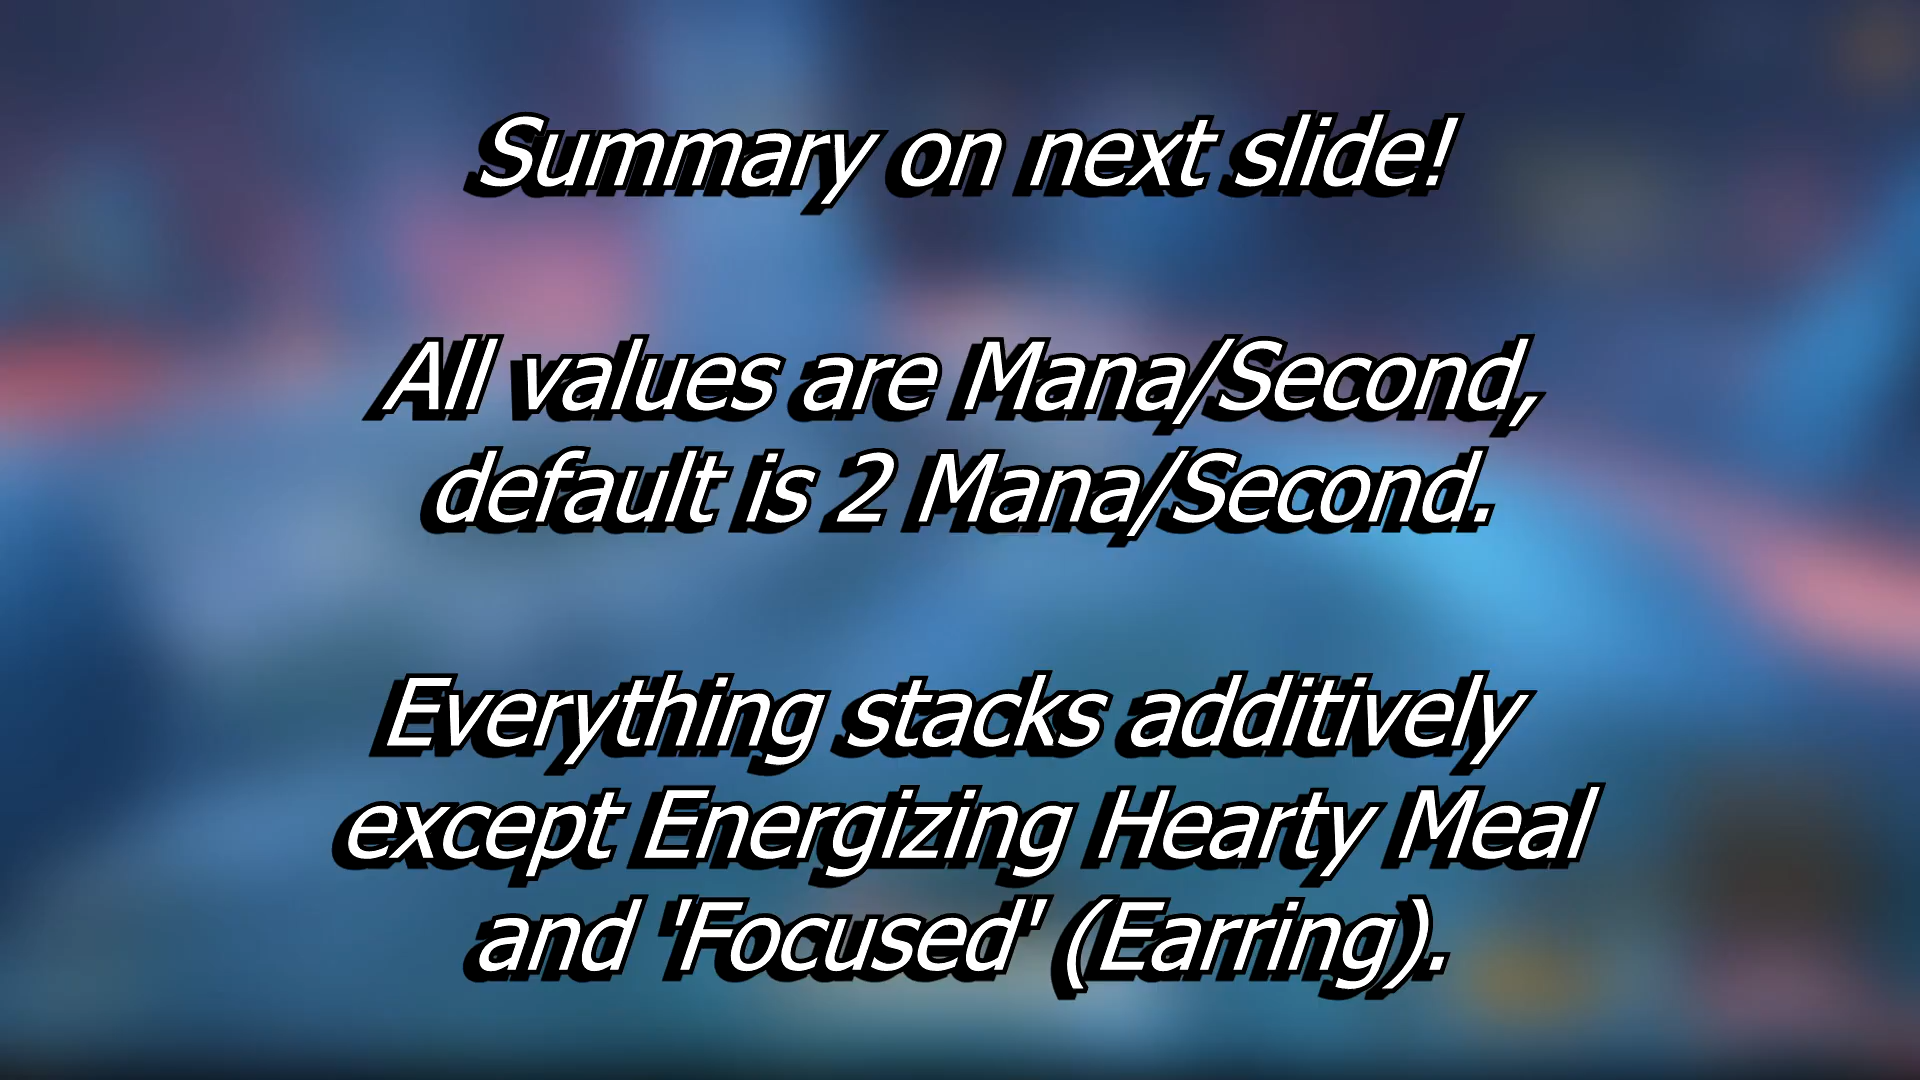 Summary on next slide!
All values are Mana/Second,
default is 2 Mana/Second.
Everything stacks additively
except Energizing Hearty Meal
and 'Focused' (Earring).